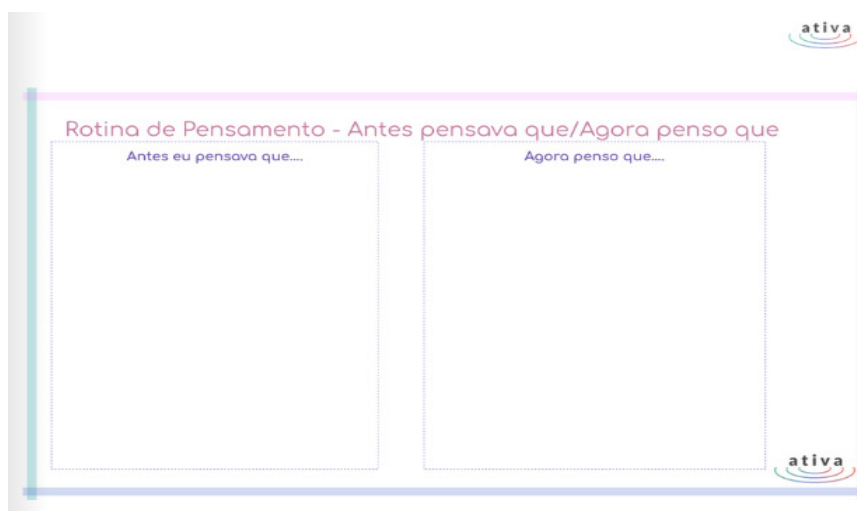 ativa
Rotina de Pensamento - Antes pensava que/Agora penso que
Antes eu pensava que....
Agora penso que....
ativa